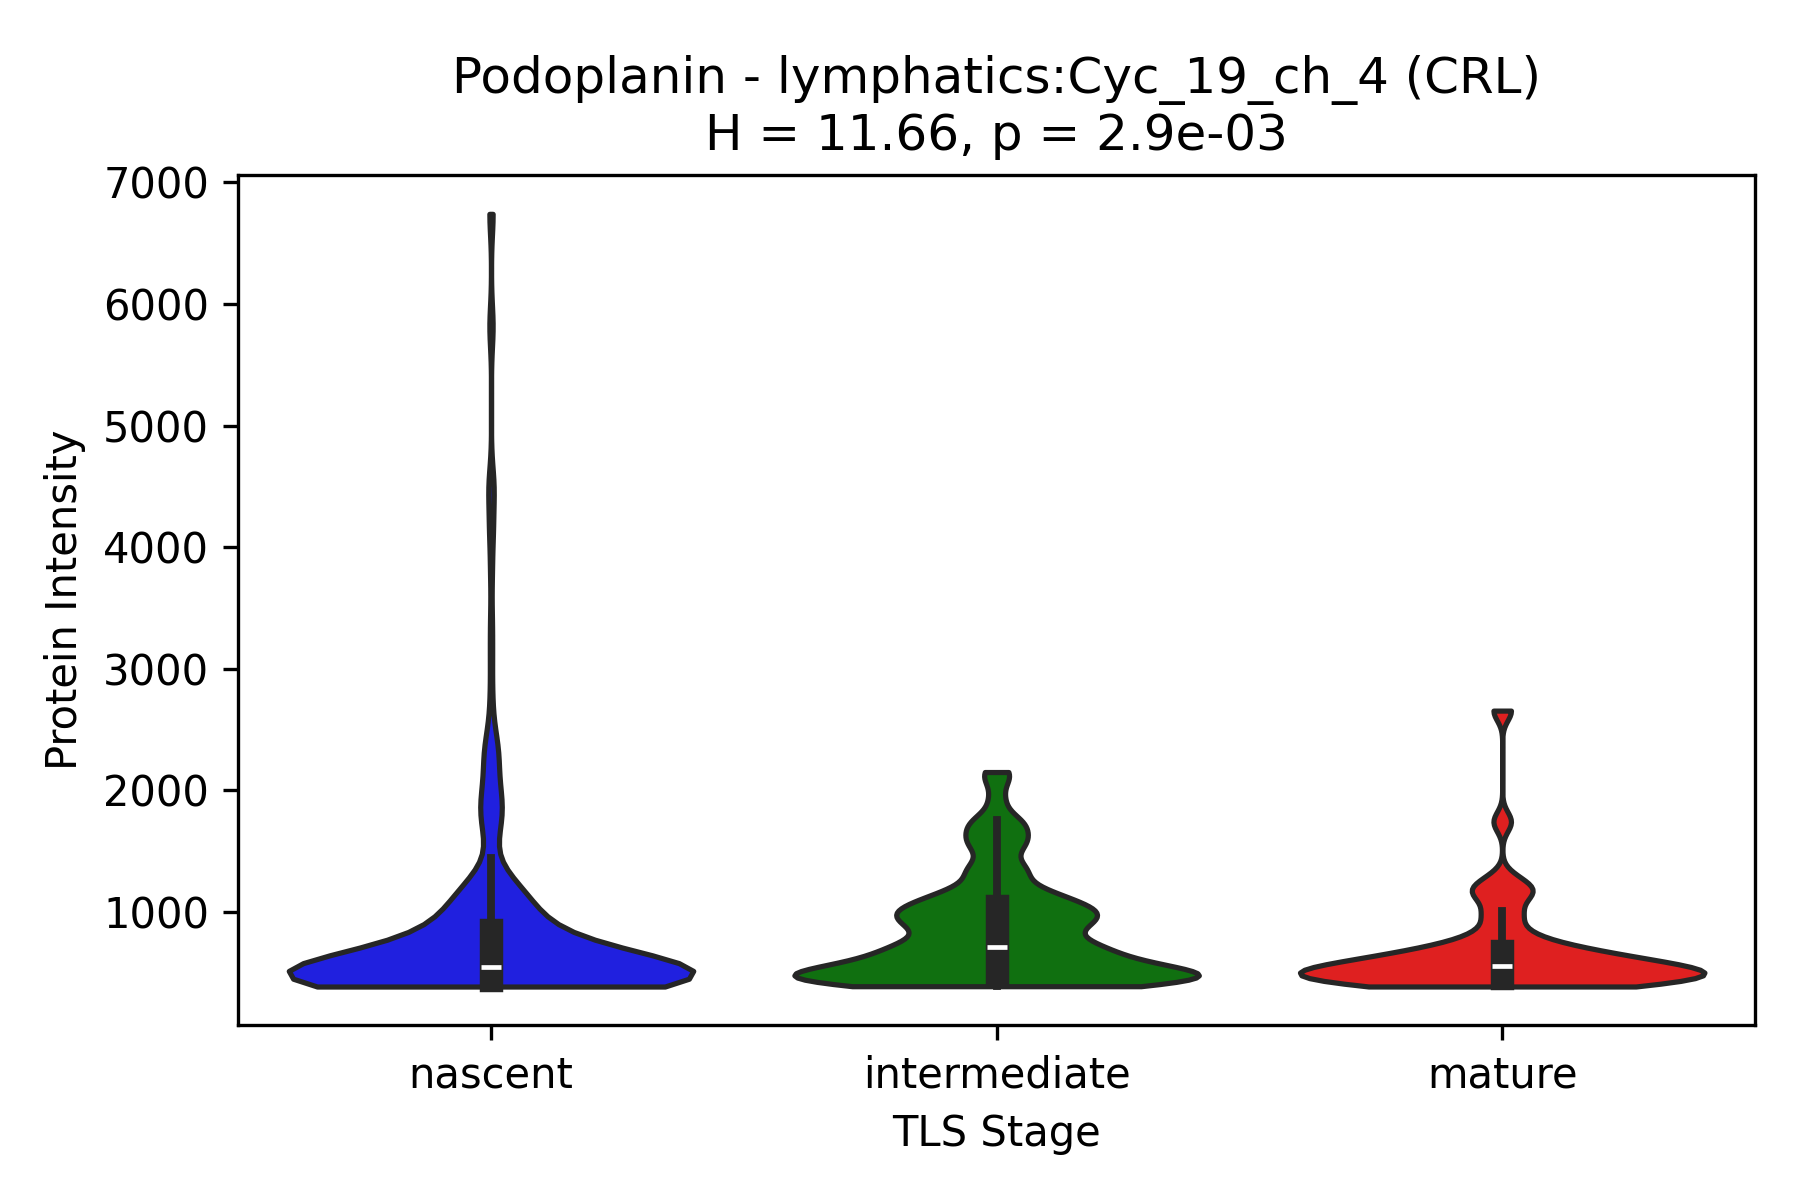 Podoplanin - lymphatics:Cyc_19_ch_4 (CRL)
H = 11.66, p = 2.9e-03
7000
6000
5000
4000
3000
2000
1000
Protein Intensity
nascent
intermediate
mature
TLS Stage